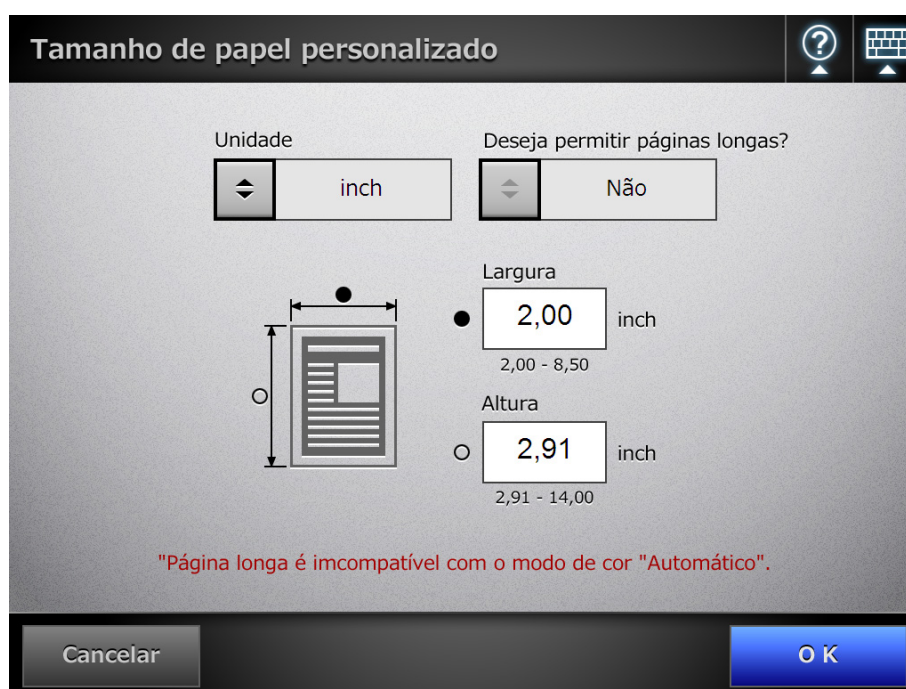 Tamanho de papel personalizado
?
Unidade
Deseja permitir páginas longas?
inch
Não
Largura
2,00 inch
2,00 - 8,50
Altura
2,91 inch
2,91 - 14,00
"Página longa é imcompatível com o modo de cor "Automático".
Cancelar
O K